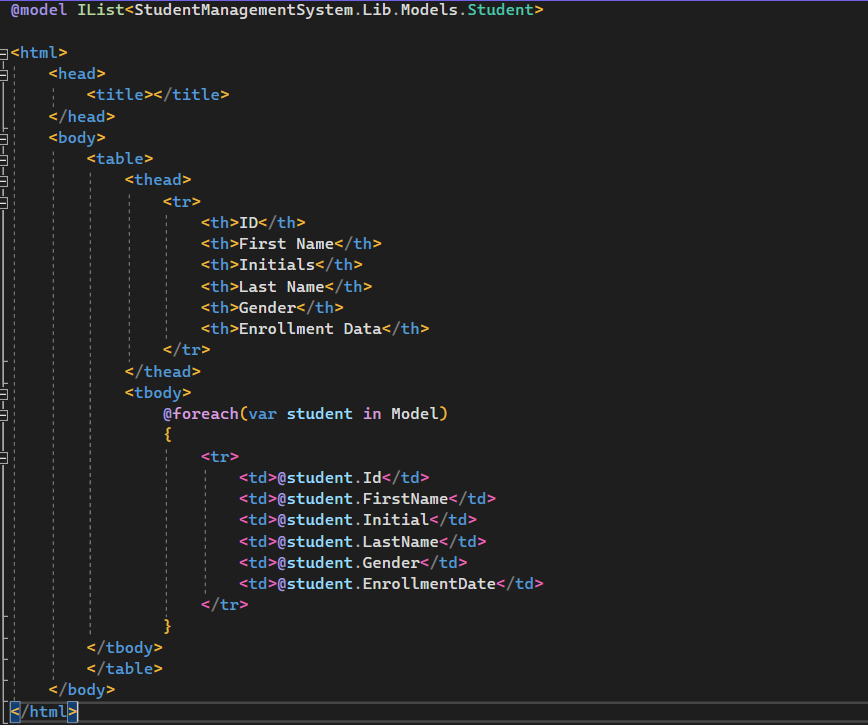 @model IList<StudentManagementSystem.Lib.Models.Student>
<html>
    <head>
        <title></title>
    </head>
    <body>
        <table>
            <thead>
                <tr>
                    <th>ID</th>
                    <th>First Name</th>
                    <th>Initials</th>
                    <th>Last Name</th>
                    <th>Gender</th>
                    <th>Enrollment Data</th>
                </tr>
            </thead>
            <tbody>
                @foreach(var student in Model)
                {
                    <tr>
                        <td>@student.Id</td>
                        <td>@student.FirstName</td>
                        <td>@student.Initial</td>
                        <td>@student.LastName</td>
                        <td>@student.Gender</td>
                        <td>@student.EnrollmentDate</td>
                    </tr>
                }
        </tbody>
        </table>
    </body>
</html>